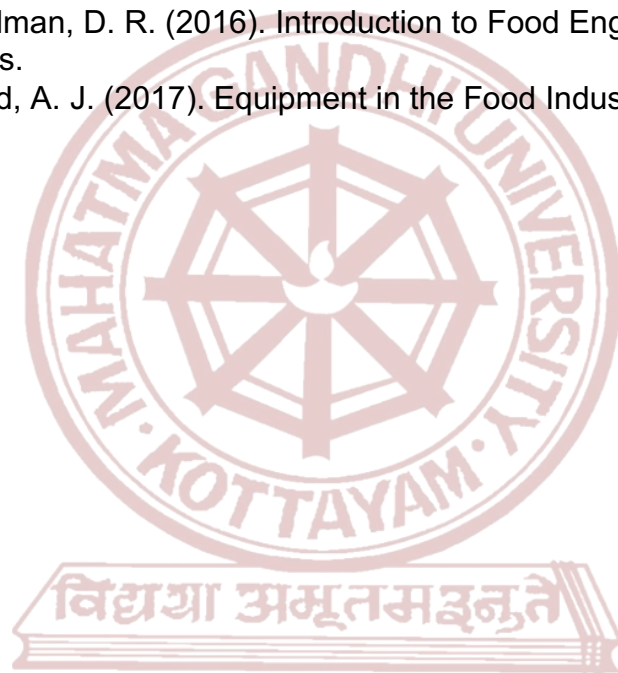 lman, D. R. (2016). Introduction to Food Eng
s.
d, A. J. (2017). Equipment in the Food Indus
MAHATMA GANDHI UNIVERSITY
KOTTAYAM
विद्यया अमृतमश्नुते